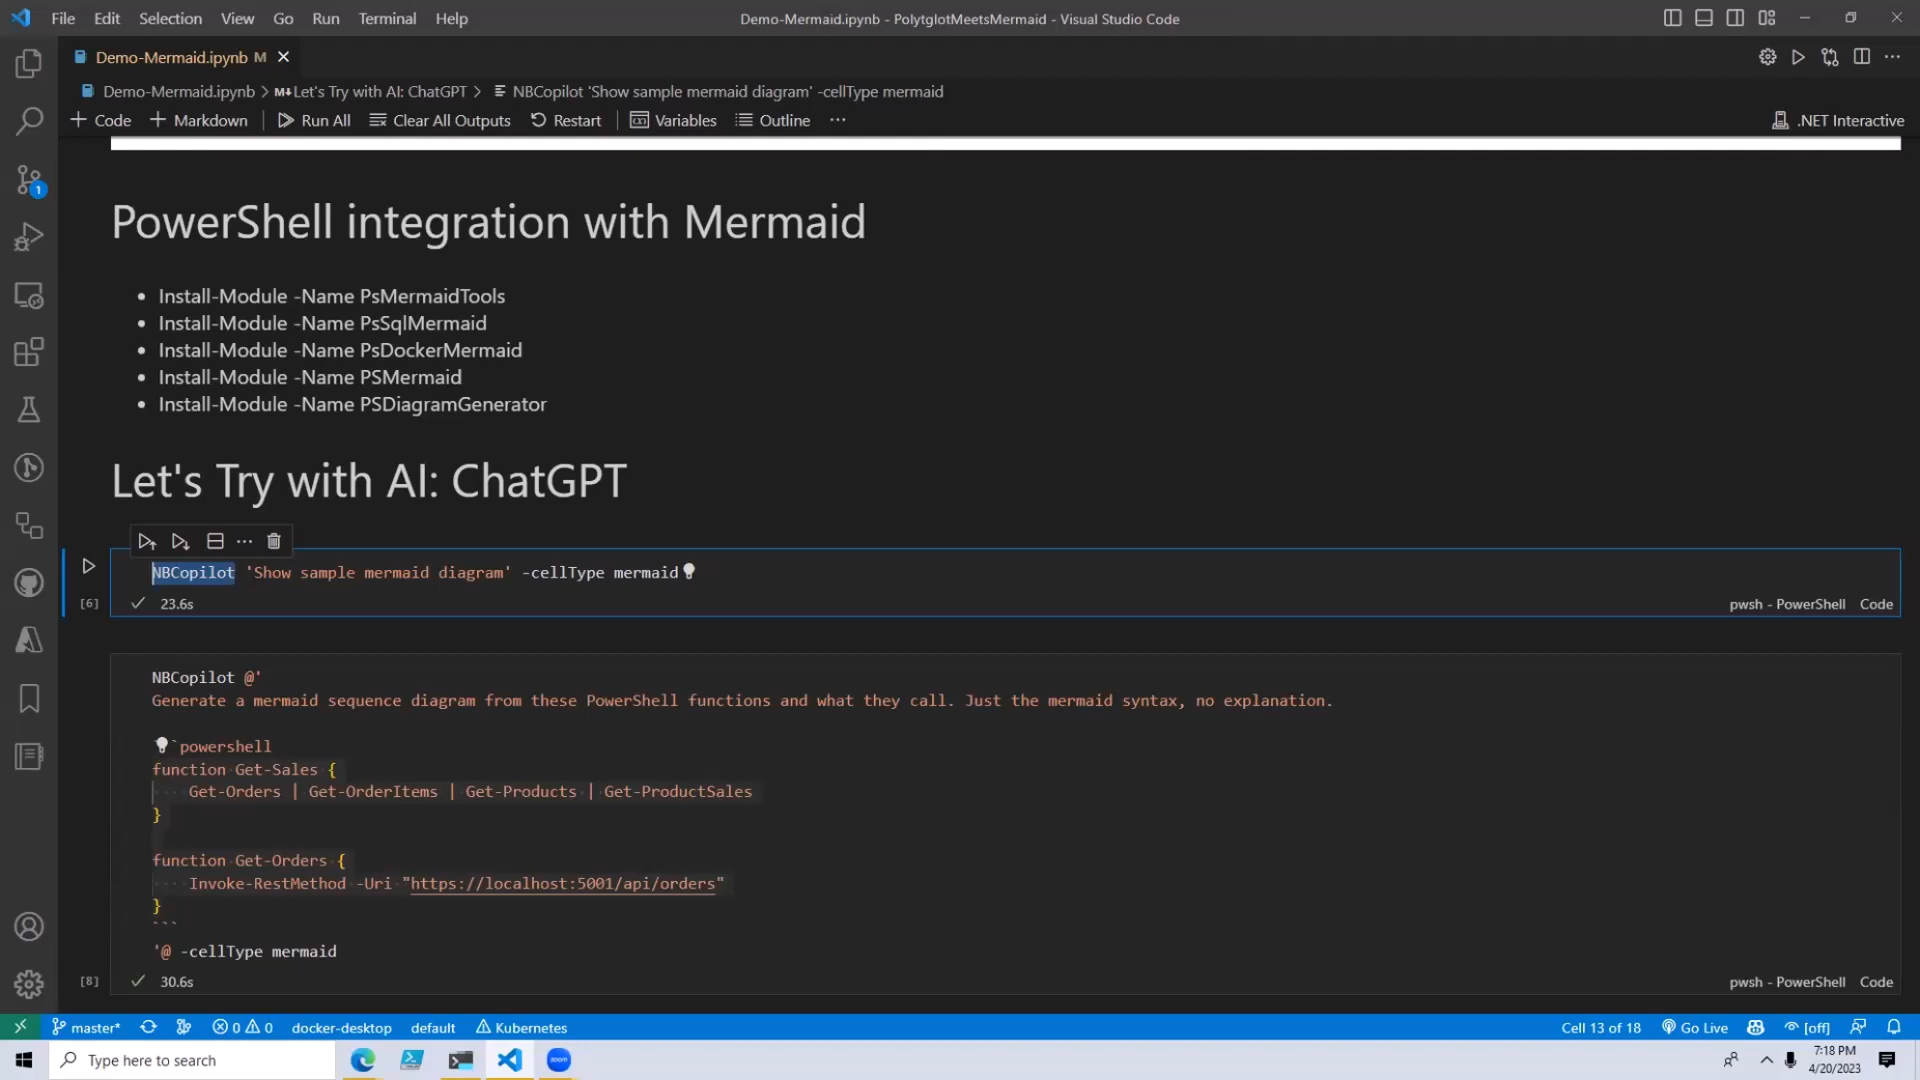 File Edit Selection View Go Run Terminal Help
Demo-Mermaid.ipynb - PolytglotMeetsMermaid - Visual Studio Code
Demo-Mermaid.ipynb M
Demo-Mermaid.ipynb > M↓Let's Try with AI: ChatGPT > NBCopilot 'Show sample mermaid diagram' -cellType mermaid
+ Code + Markdown Run All Clear All Outputs Restart Variables Outline ... .NET Interactive
PowerShell integration with Mermaid
• Install-Module -Name PsMermaidTools
• Install-Module -Name PsSqlMermaid
• Install-Module -Name PsDockerMermaid
• Install-Module -Name PSMermaid
• Install-Module -Name PSDiagramGenerator
Let's Try with AI: ChatGPT
NBCopilot 'Show sample mermaid diagram' -cellType mermaid
[6] 23.6s pwsh - PowerShell Code
NBCopilot @'
Generate a mermaid sequence diagram from these PowerShell functions and what they call. Just the mermaid syntax, no explanation.
`powershell
function Get-Sales {
Get-Orders | Get-OrderItems | Get-Products | Get-ProductSales
}
function Get-Orders {
Invoke-RestMethod -Uri "https://localhost:5001/api/orders"
}
```
'@ -cellType mermaid
[8] 30.6s pwsh - PowerShell Code
1
master* 0 0 docker-desktop default Kubernetes Cell 13 of 18 Go Live [off]
Type here to search
zoom
7:18 PM
4/20/2023